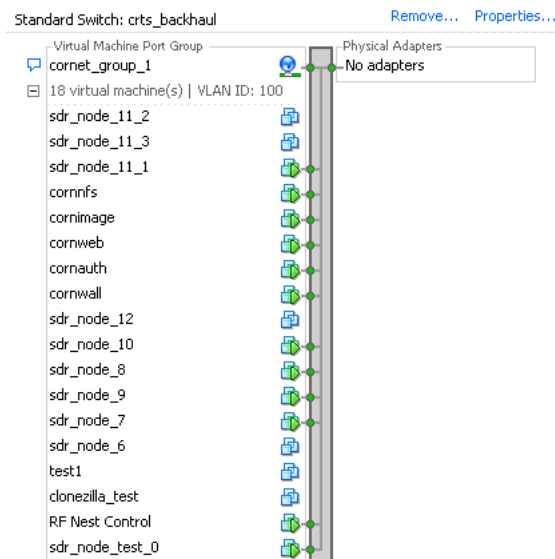 Standard Switch: crts_backhaul Remove... Properties...
Virtual Machine Port Group Physical Adapters
cornet_group_1 No adapters
18 virtual machine(s) | VLAN ID: 100
sdr_node_11_2
sdr_node_11_3
sdr_node_11_1
cornnfs
cornimage
cornweb
cornauth
cornwall
sdr_node_12
sdr_node_10
sdr_node_8
sdr_node_9
sdr_node_7
sdr_node_6
test1
clonezilla_test
RF Nest Control
sdr_node_test_0